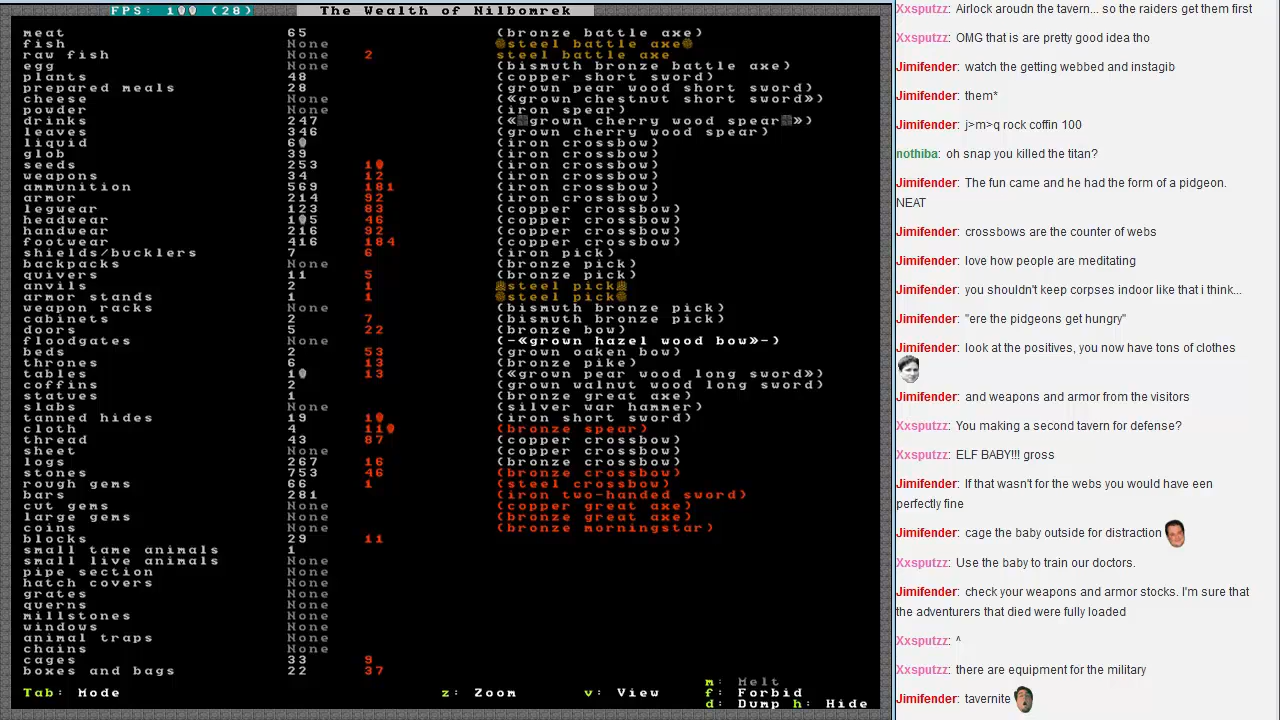 FPS: 100 (28)
The Wealth of Nilbomrek
meat 65
fish None
raw fish None 2
egg None
plants 48
prepared meals 28
cheese None
powder None
drinks 247
leaves 346
liquid 60
glob 39
seeds 253 10
weapons 34 12
ammunition 569 181
armor 214 92
legwear 123 83
headwear 105 46
handwear 216 92
footwear 416 184
shields/bucklers 7 6
backpacks None
quivers 11 5
anvils 2 1
armor stands 1 1
weapon racks None
cabinets 2 7
doors 5 22
floodgates None
beds 2 53
thrones 6 13
tables 10 13
coffins 2
statues 1
slabs None
tanned hides 19 10
cloth 4 110
thread 43 87
sheet None
logs 267 16
stones 753 46
rough gems 66 1
bars 281
cut gems None
large gems None
coins None
blocks 29 11
small tame animals 1
small live animals None
pipe section None
hatch covers None
grates None
querns None
millstones None
windows None
animal traps None
chains None
cages 33 9
boxes and bags 22 37
(bronze battle axe)
steel battle axe
steel battle axe
(bismuth bronze battle axe)
(copper short sword)
(grown pear wood short sword)
(«grown chestnut short sword»)
(iron spear)
(«grown cherry wood spear»)
(grown cherry wood spear)
(iron crossbow)
(iron crossbow)
(iron crossbow)
(iron crossbow)
(iron crossbow)
(iron crossbow)
(copper crossbow)
(copper crossbow)
(copper crossbow)
(copper crossbow)
(iron pick)
(bronze pick)
(bronze pick)
steel pick
steel pick
(bismuth bronze pick)
(bismuth bronze pick)
(bronze bow)
(-«grown hazel wood bow»-)
(grown oaken bow)
(bronze pike)
(«grown pear wood long sword»)
(grown walnut wood long sword)
(bronze great axe)
(silver war hammer)
(iron short sword)
(bronze spear)
(copper crossbow)
(copper crossbow)
(bronze crossbow)
(bronze crossbow)
(steel crossbow)
(iron two-handed sword)
(copper great axe)
(bronze great axe)
(bronze morningstar)
m: Melt
Tab: Mode z: Zoom v: View f: Forbid
d: Dump h: Hide
Xxsputzz: Airlock aroudn the tavern... so the raiders get them first
Xxsputzz: OMG that is are pretty good idea tho
Jimifender: watch the getting webbed and instagib
Jimifender: them*
Jimifender: j>m>q rock coffin 100
nothiba: oh snap you killed the titan?
Jimifender: The fun came and he had the form of a pidgeon.
NEAT
Jimifender: crossbows are the counter of webs
Jimifender: love how people are meditating
Jimifender: you shouldn't keep corpses indoor like that i think...
Jimifender: "ere the pidgeons get hungry"
Jimifender: look at the positives, you now have tons of clothes
Jimifender: and weapons and armor from the visitors
Xxsputzz: You making a second tavern for defense?
Xxsputzz: ELF BABY!!! gross
Jimifender: If that wasn't for the webs you would have een
perfectly fine
Jimifender: cage the baby outside for distraction
Xxsputzz: Use the baby to train our doctors.
Jimifender: check your weapons and armor stocks. I'm sure that
the adventurers that died were fully loaded
Xxsputzz: ^
Xxsputzz: there are equipment for the military
Jimifender: tavernite